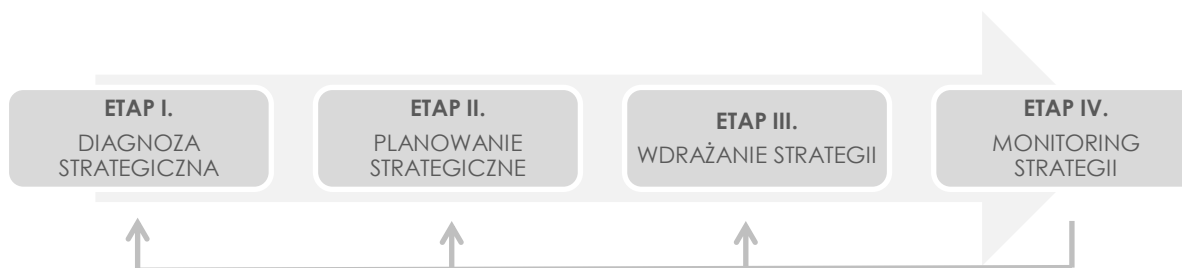 ETAP I.
DIAGNOZA
STRATEGICZNA
ETAP II.
PLANOWANIE
STRATEGICZNE
ETAP III.
WDRAŻANIE STRATEGII
ETAP IV.
MONITORING
STRATEGII